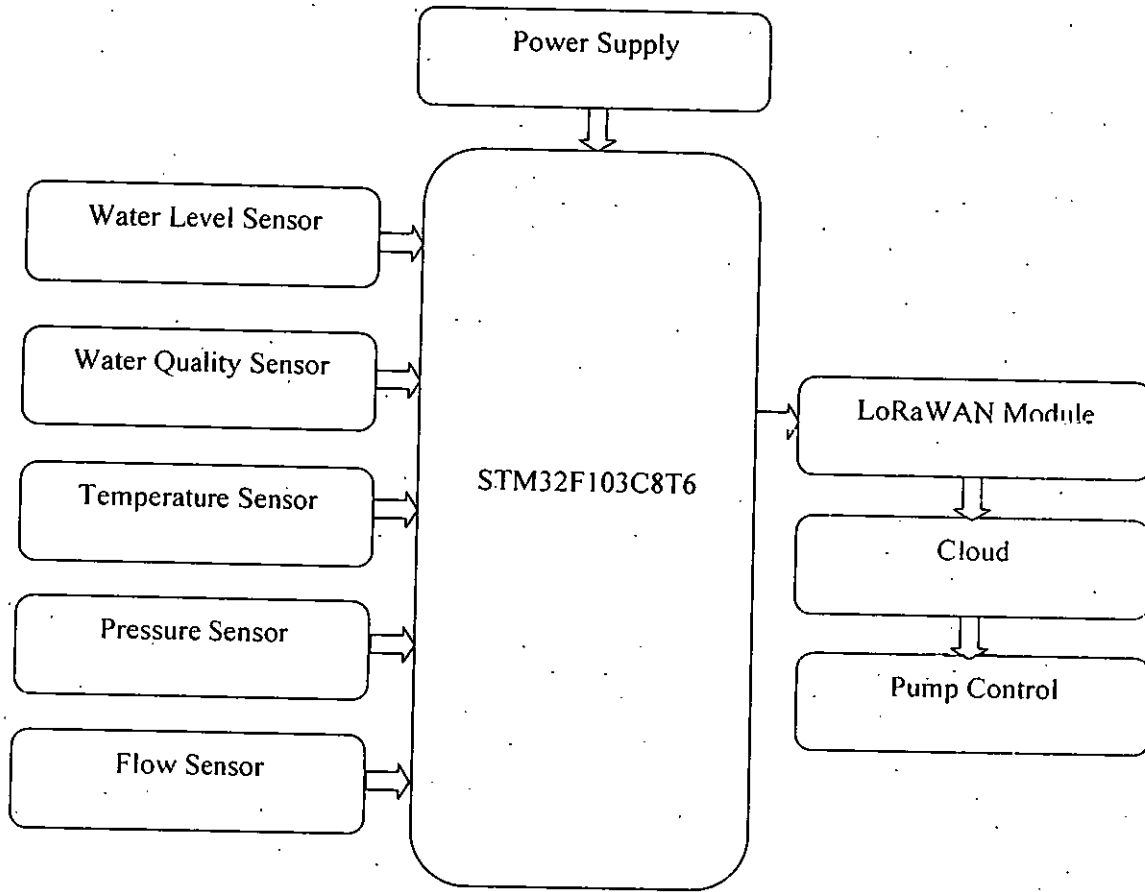 Power Supply
Water Level Sensor
Water Quality Sensor
Temperature Sensor
Pressure Sensor
Flow Sensor
STM32F103C8T6
LoRaWAN Module
Cloud
Pump Control